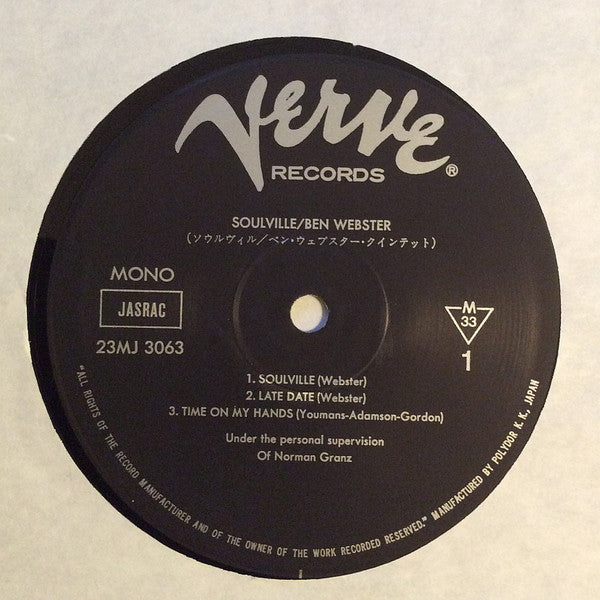 Verve
RECORDS ®
SOULVILLE/BEN WEBSTER
(ソウルヴィル/ベン・ウェブスター・クインテット)
MONO
JASRAC
23MJ 3063
M
33
1
1. SOULVILLE (Webster)
2. LATE DATE (Webster)
3. TIME ON MY HANDS (Youmans-Adamson-Gordon)
Under the personal supervision
Of Norman Granz
"ALL RIGHTS OF THE RECORD MANUFACTURER AND OF THE OWNER OF THE WORK RECORDED RESERVED." MANUFACTURED BY POLYDOR K. K., JAPAN